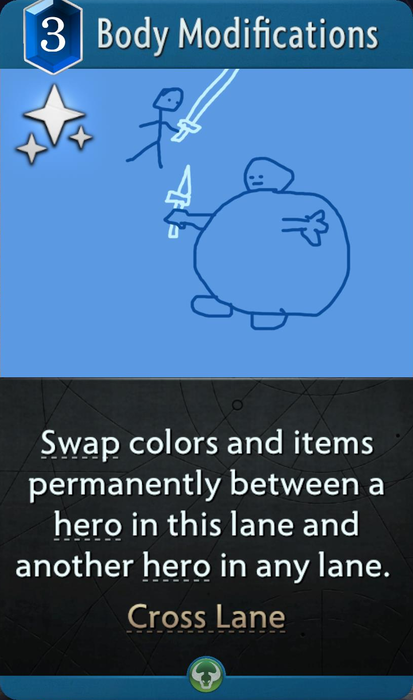 3 Body Modifications
Swap colors and items
permanently between a
hero in this lane and
another hero in any lane.
Cross Lane